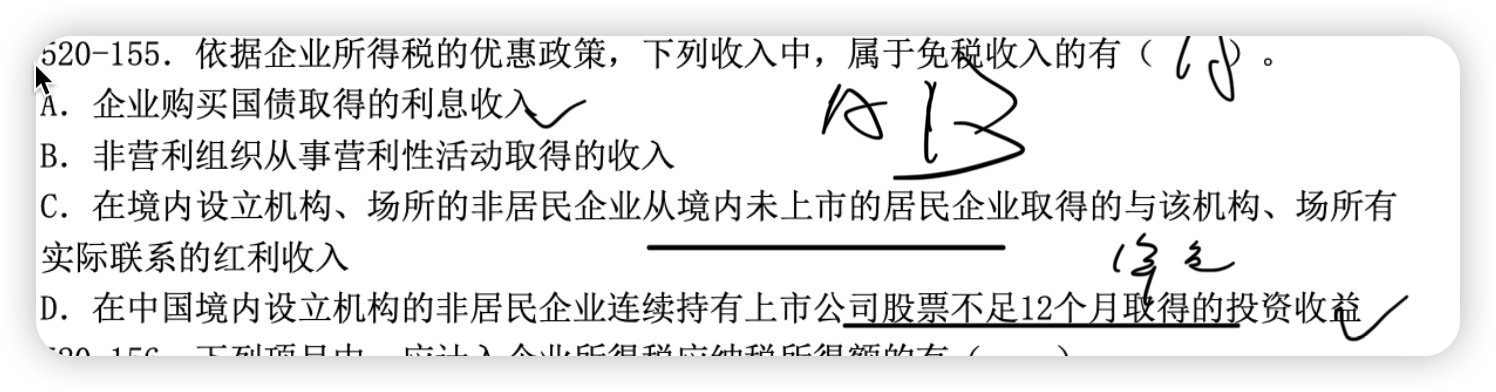 520-155. 依据企业所得税的优惠政策，下列收入中，属于免税收入的有（ ）。
A. 企业购买国债取得的利息收入
AB
B. 非营利组织从事营利性活动取得的收入
C. 在境内设立机构、场所的非居民企业从境内未上市的居民企业取得的与该机构、场所有
实际联系的红利收入
D. 在中国境内设立机构的非居民企业连续持有上市公司股票不足12个月取得的投资收益
520-156. 下列项目中，应计入企业所得税应纳税所得额的有（ ）